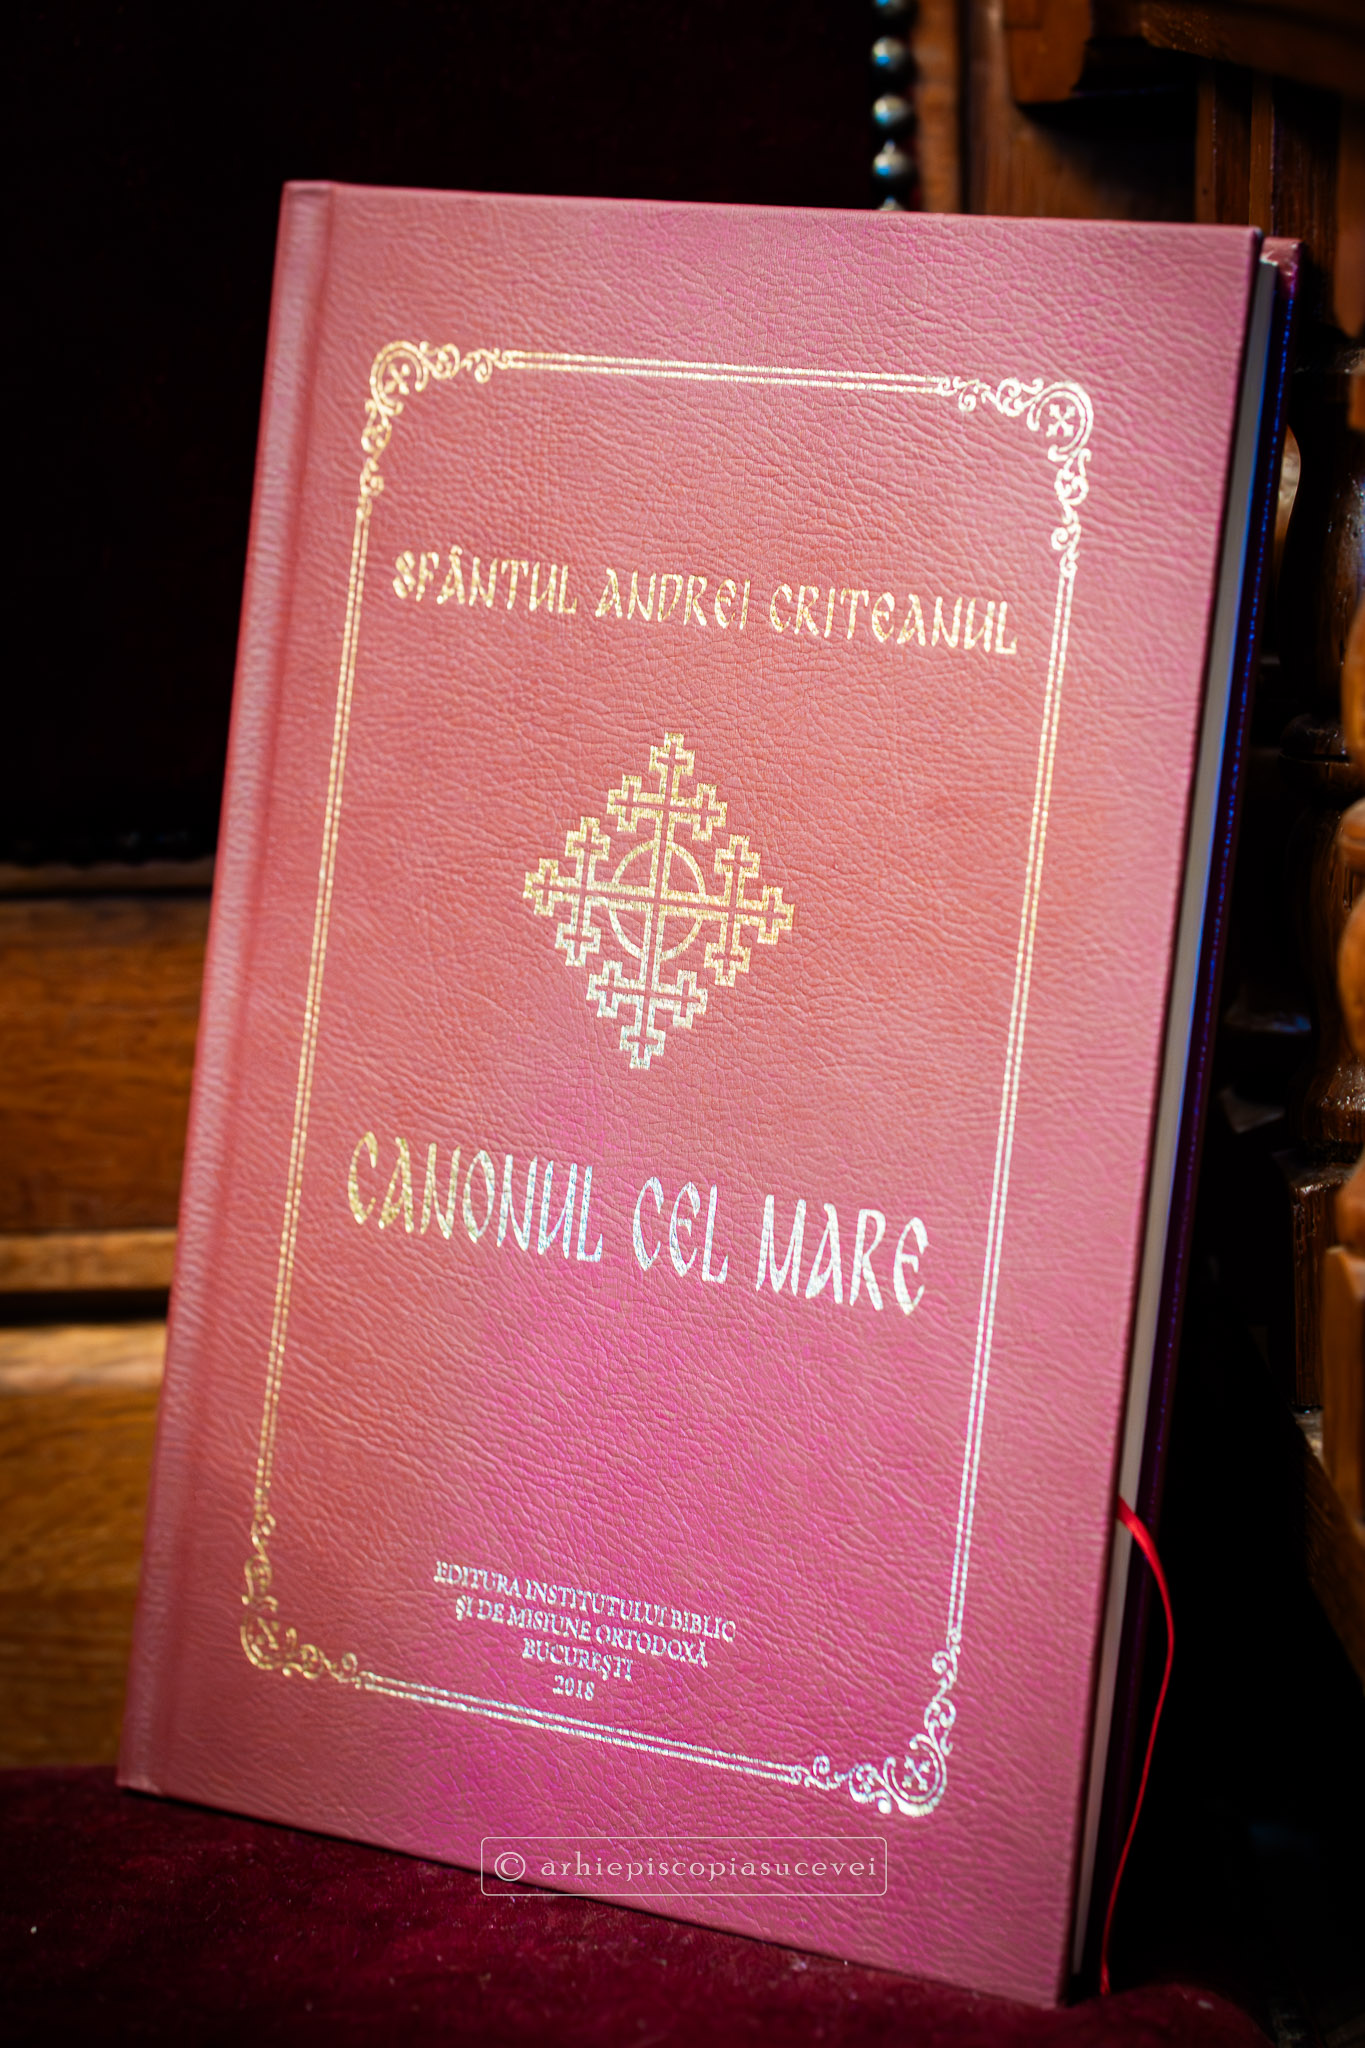 SFÂNTUL ANDREI CRITEANUL
CANONUL CEL MARE
EDITURA INSTITUTULUI BIBLIC
ŞI DE MISIUNE ORTODOXĂ
BUCUREŞTI
2018
© arhiepiscopiasucevei